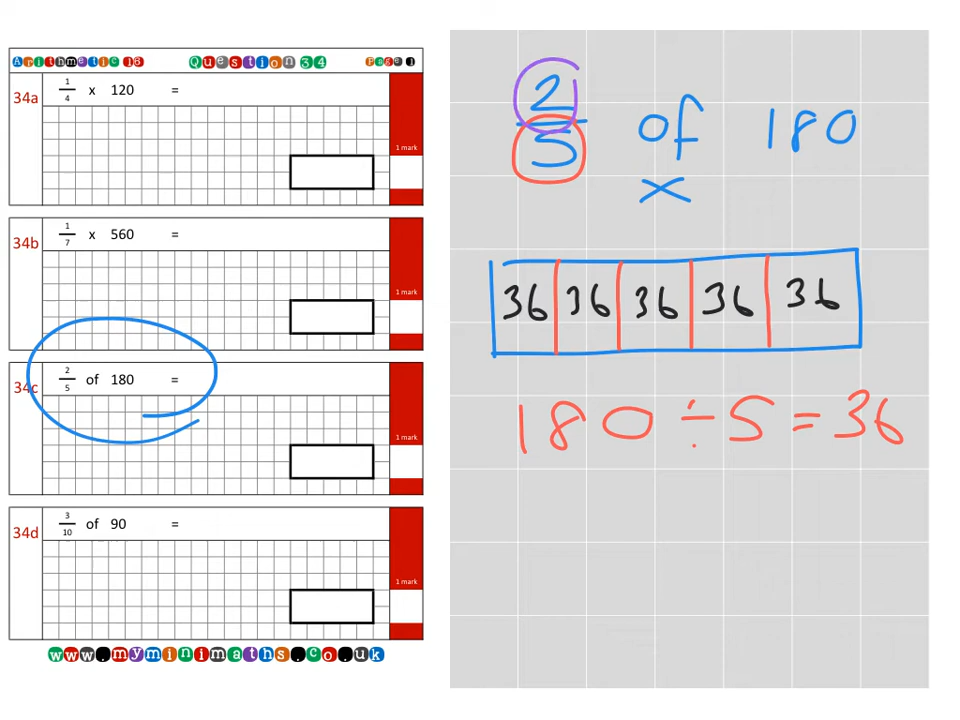 Arithmetic 18 Question 34 Page 1
34a 1/4 x 120 =
1 mark
34b 1/7 x 560 =
1 mark
34c 2/5 of 180 =
1 mark
34d 3/10 of 90 =
1 mark
www.myminimaths.co.uk
2/5 of 180
x
36 36 36 36 36
180 ÷ 5 = 36